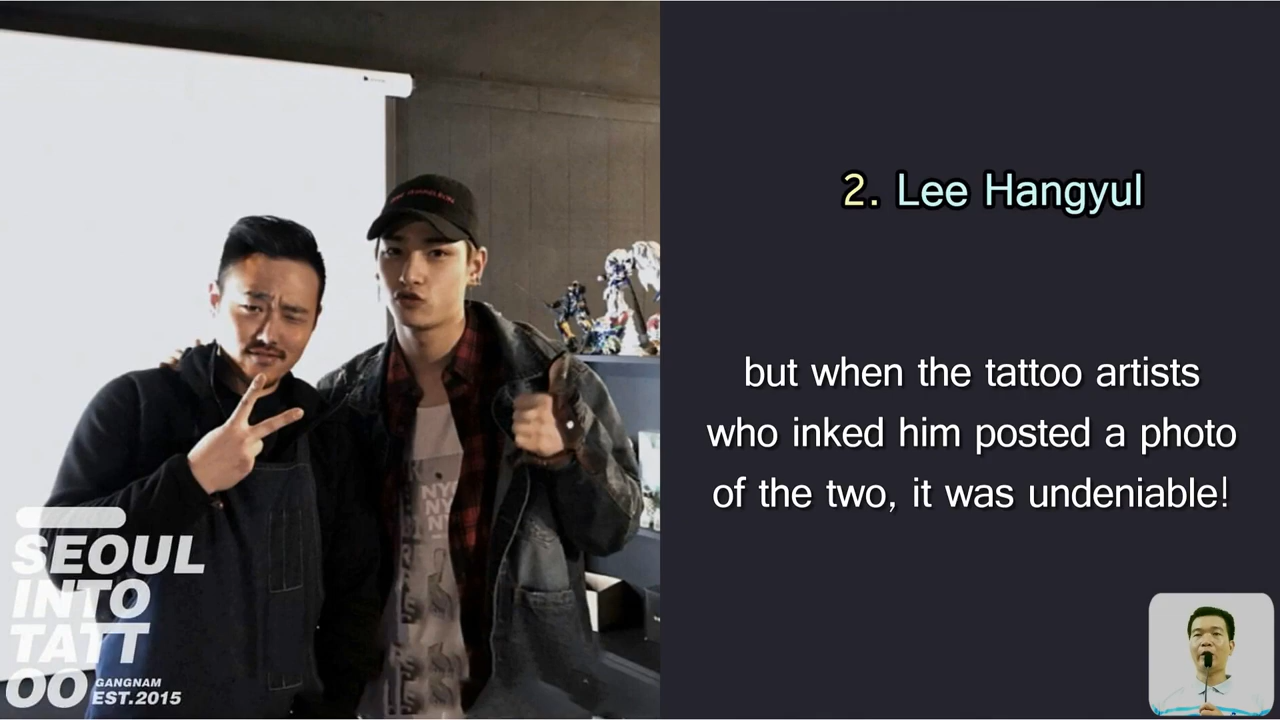 2. Lee Hangyul
but when the tattoo artists
who inked him posted a photo
of the two, it was undeniable!
NYC
SEOUL
INTO
TATT
OO GANGNAM
EST.2015